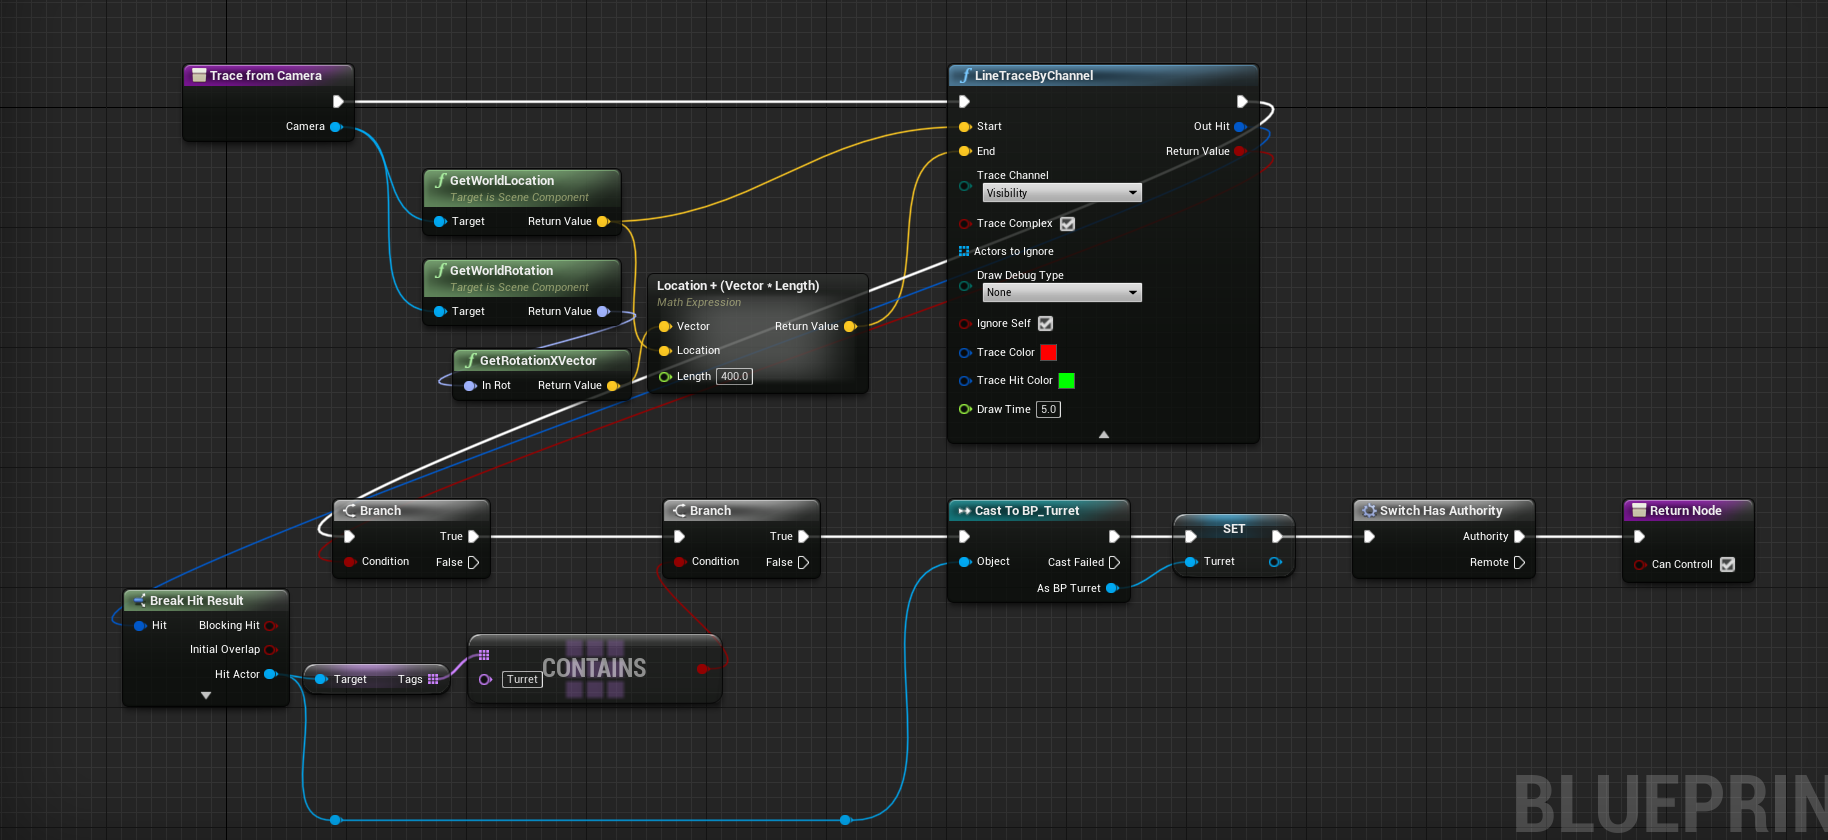 Trace from Camera
Camera
GetWorldLocation
Target is Scene Component
Target Return Value
GetWorldRotation
Target is Scene Component
Target Return Value
GetRotationXVector
In Rot Return Value
Location + (Vector * Length)
Math Expression
Vector Return Value
Location
Length 400.0
LineTraceByChannel
Start Out Hit
End Return Value
Trace Channel
Visibility
Trace Complex
Actors to Ignore
Draw Debug Type
None
Ignore Self
Trace Color
Trace Hit Color
Draw Time 5.0
Branch
True
Condition False
Branch
True
Condition False
Cast To BP_Turret
Object Cast Failed
As BP Turret
SET
Turret
Switch Has Authority
Authority
Remote
Return Node
Can Controll
Break Hit Result
Hit Blocking Hit
Initial Overlap
Hit Actor
Target Tags
CONTAINS
Turret
BLUEPRIN